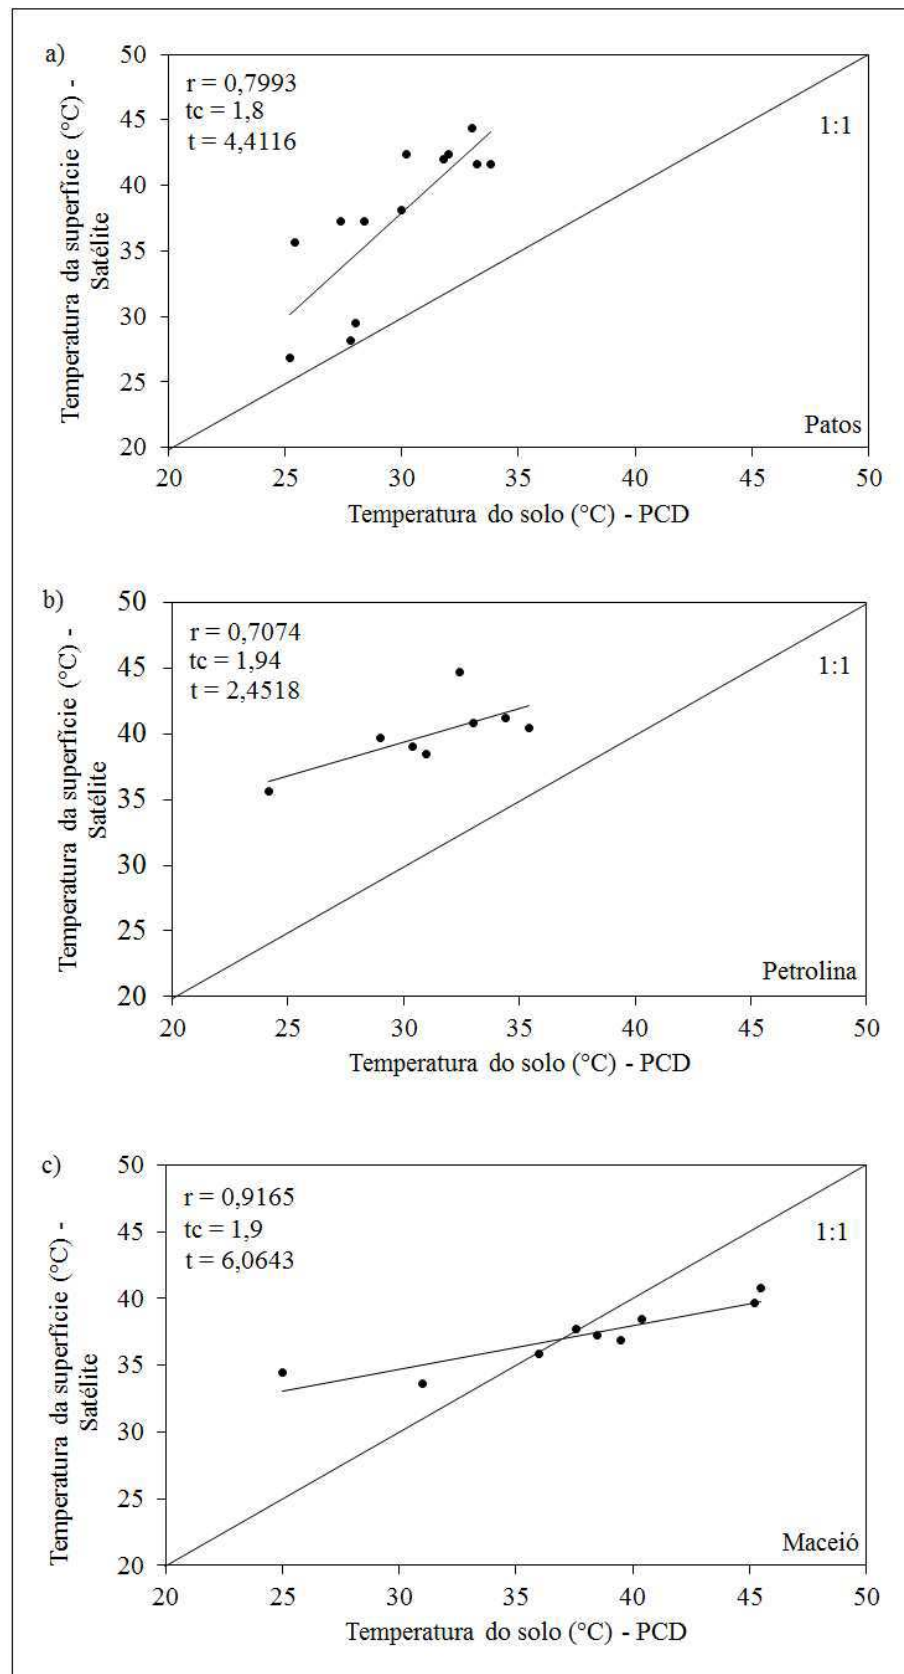 a)
Temperatura da superfície (°C) -
Satélite
50
45
40
35
30
25
20
r = 0,7993
tc = 1,8
t = 4,4116
1:1
Patos
20 25 30 35 40 45 50
Temperatura do solo (°C) - PCD
b)
Temperatura da superfície (°C) -
Satélite
50
45
40
35
30
25
20
r = 0,7074
tc = 1,94
t = 2,4518
1:1
Petrolina
20 25 30 35 40 45 50
Temperatura do solo (°C) - PCD
c)
Temperatura da superfície (°C) -
Satélite
50
45
40
35
30
25
20
r = 0,9165
tc = 1,9
t = 6,0643
1:1
Maceió
20 25 30 35 40 45 50
Temperatura do solo (°C) - PCD